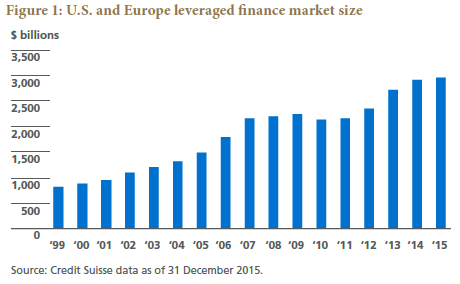 Figure 1: U.S. and Europe leveraged finance market size
$ billions
3,500
3,000
2,500
2,000
1,500
1,000
500
0
'99 '00 '01 '02 '03 '04 '05 '06 '07 '08 '09 '10 '11 '12 '13 '14 '15
Source: Credit Suisse data as of 31 December 2015.